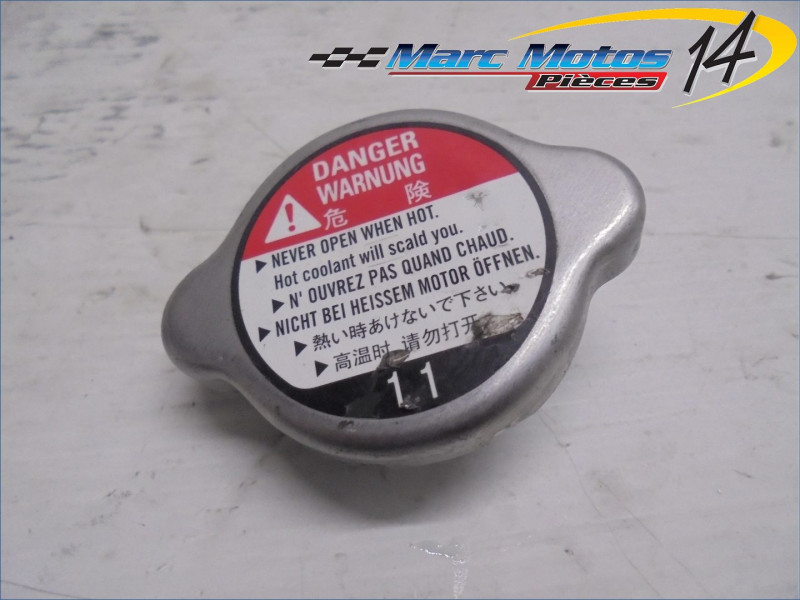 Marc Motos 14
Pièces
DANGER
WARNUNG
危 険
▶ NEVER OPEN WHEN HOT.
Hot coolant will scald you.
▶ N' OUVREZ PAS QUAND CHAUD.
▶ NICHT BEI HEISSEM MOTOR ÖFFNEN.
▶ 熱い時あけないで下さい
▶ 高温时 请勿打开
1.1